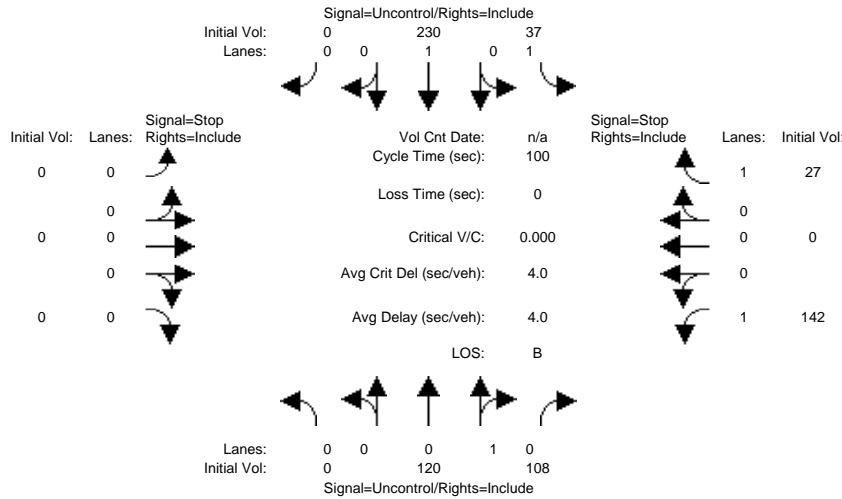 Signal=Uncontrol/Rights=Include
Initial Vol: 0 230 37
Lanes: 0 0 1 0 1
Signal=Stop
Initial Vol: Lanes: Rights=Include
Vol Cnt Date: n/a
Signal=Stop
Rights=Include Lanes: Initial Vol:
Cycle Time (sec): 100
0 0
1 27
Loss Time (sec): 0
0
0
0 0
Critical V/C: 0.000
0 0
0
Avg Crit Del (sec/veh): 4.0
0
0 0
Avg Delay (sec/veh): 4.0
1 142
LOS: B
Lanes: 0 0 0 1 0
Initial Vol: 0 120 108
Signal=Uncontrol/Rights=Include